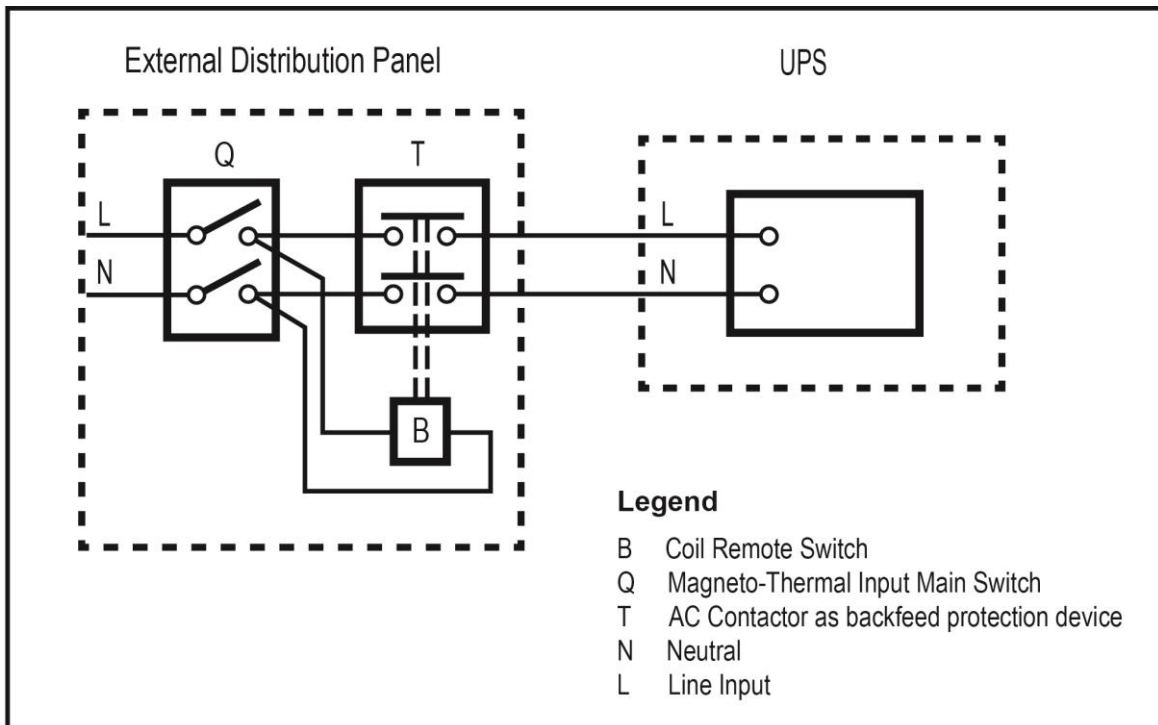 External Distribution Panel
UPS
Q
T
L
N
L
N
B
Legend
B Coil Remote Switch
Q Magneto-Thermal Input Main Switch
T AC Contactor as backfeed protection device
N Neutral
L Line Input